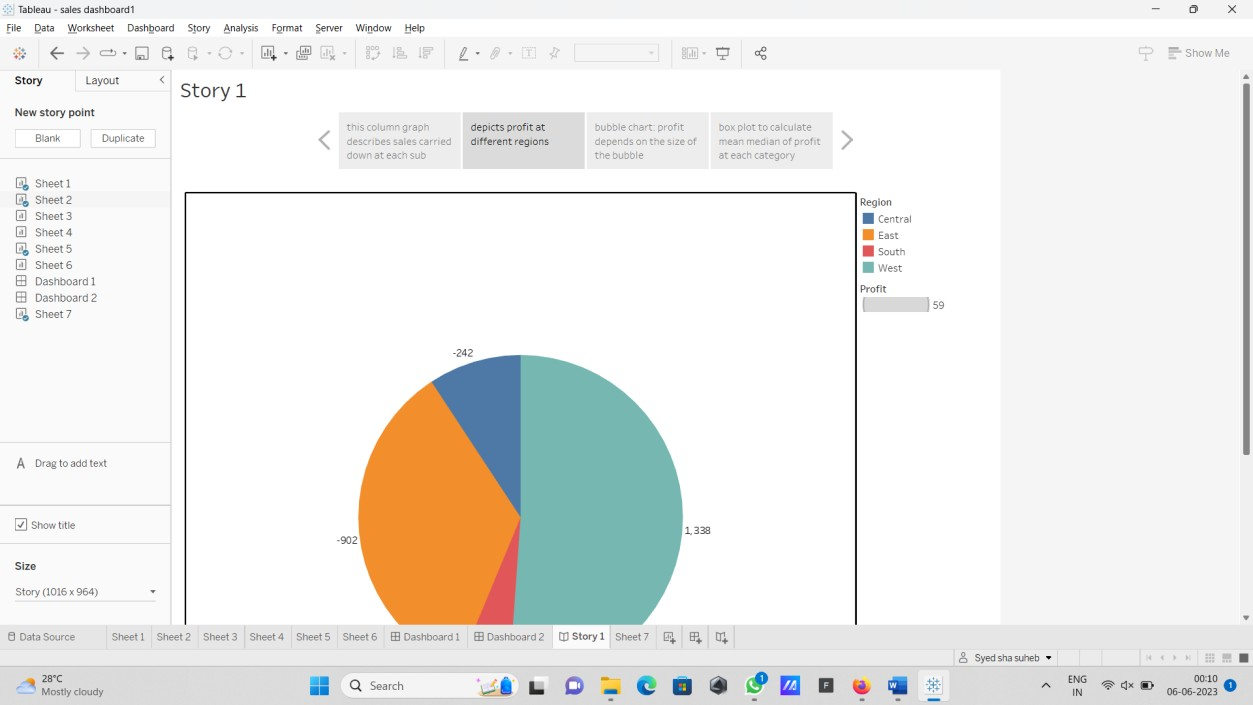 Tableau - sales dashboard1
File Data Worksheet Dashboard Story Analysis Format Server Window Help
Show Me
Story Layout
New story point
Blank Duplicate
Sheet 1
Sheet 2
Sheet 3
Sheet 4
Sheet 5
Sheet 6
Dashboard 1
Dashboard 2
Sheet 7
A Drag to add text
Show title
Size
Story (1016 x 964)
Story 1
this column graph
describes sales carried
down at each sub
depicts profit at
different regions
bubble chart: profit
depends on the size of
the bubble
box plot to calculate
mean median of profit
at each category
Region
Central
East
South
West
Profit
59
-242
-902
1,338
Data Source Sheet 1 Sheet 2 Sheet 3 Sheet 4 Sheet 5 Sheet 6 Dashboard 1 Dashboard 2 Story 1 Sheet 7
Syed sha suheb
28°C
Mostly cloudy
Search
1
F
ENG
IN
00:10
06-06-2023
1